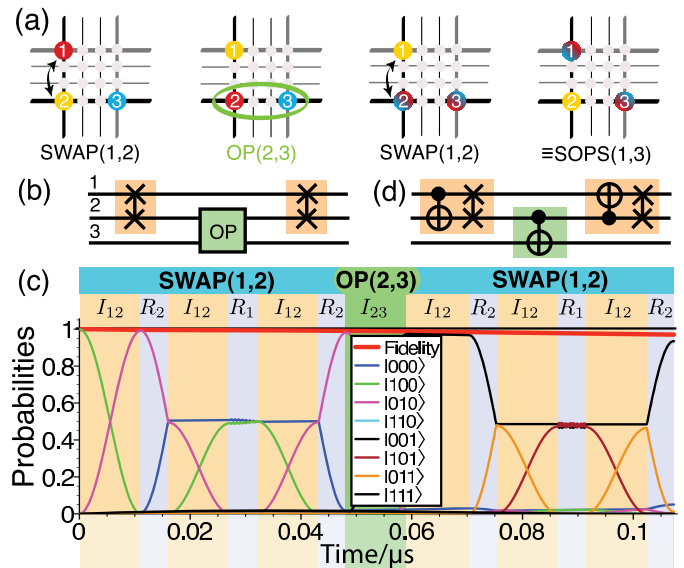 (a)
1
2
3
SWAP(1,2)
1
2
3
OP(2,3)
1
2
3
SWAP(1,2)
1
2
3
≡SOPS(1,3)
(b)
1
2
3
OP
(d)
(c)
SWAP(1,2) OP(2,3) SWAP(1,2)
I₁₂ R₂ I₁₂ R₁ I₁₂ R₂ I₂₃ I₁₂ R₂ I₁₂ R₁ I₁₂ R₂
Probabilities
1
0.8
0.6
0.4
0.2
0
Fidelity
|000⟩
|100⟩
|010⟩
|110⟩
|001⟩
|101⟩
|011⟩
|111⟩
0 0.02 0.04 0.06 0.08 0.1
Time/μs